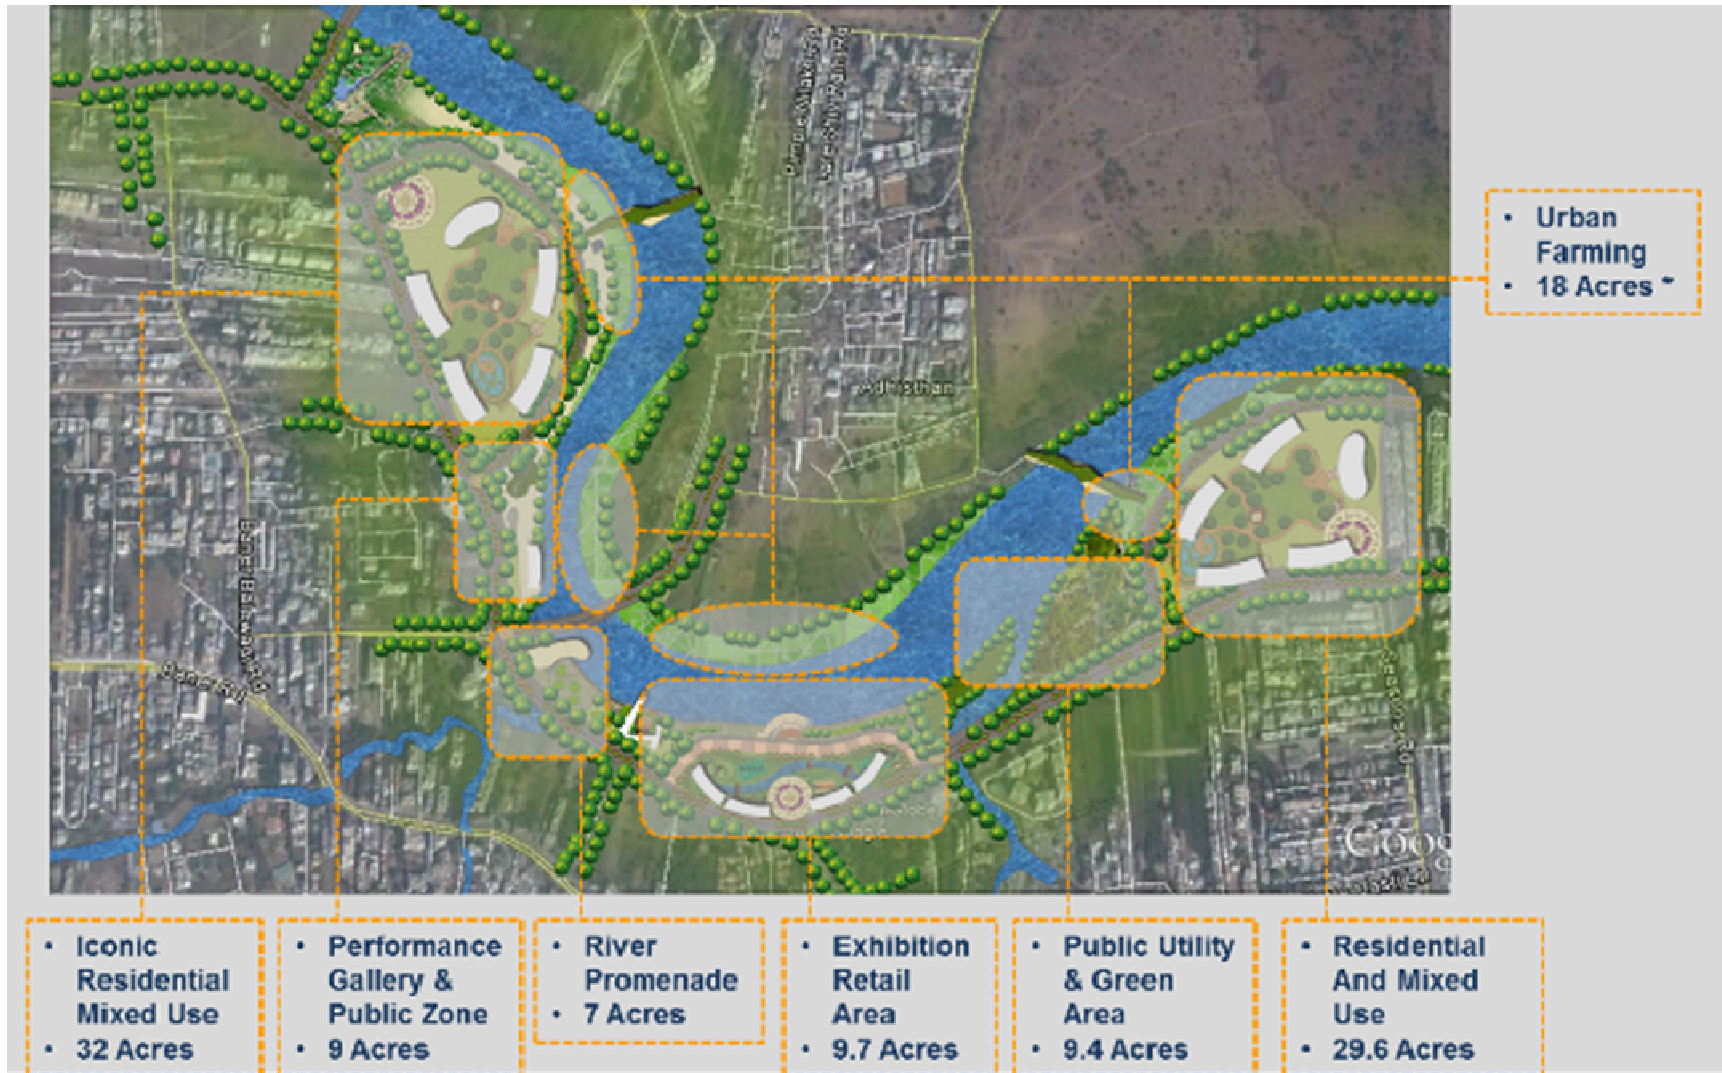 Adhisthan
• Urban
Farming
• 18 Acres *
Goog
• Iconic
Residential
Mixed Use
• 32 Acres
• Performance
Gallery &
Public Zone
• 9 Acres
• River
Promenade
• 7 Acres
• Exhibition
Retail
Area
• 9.7 Acres
• Public Utility
& Green
Area
• 9.4 Acres
• Residential
And Mixed
Use
• 29.6 Acres